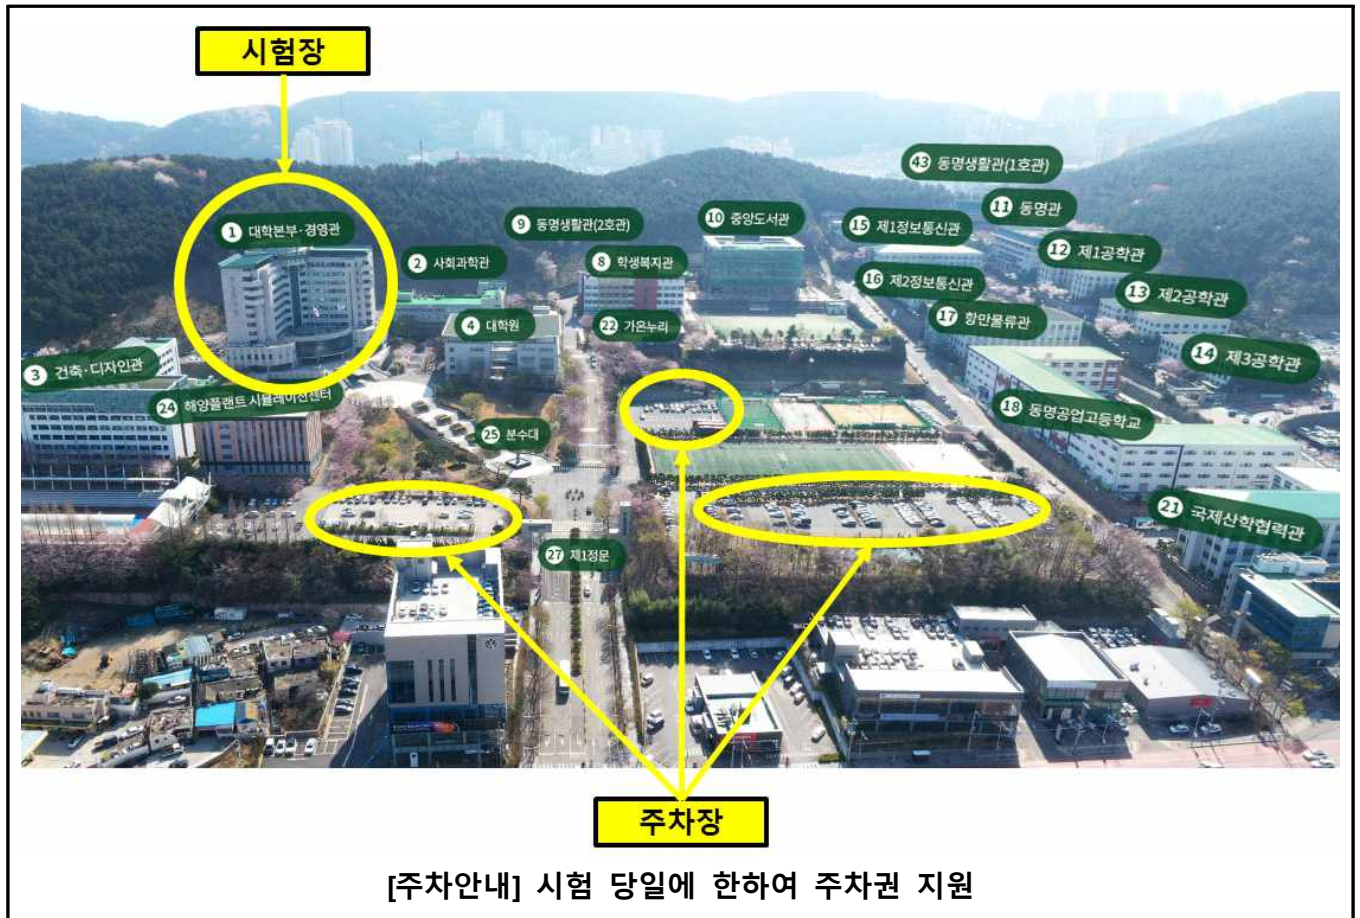 시험장
43 동명생활관(1호관)
11 동명관
9 동명생활관(2호관)
10 중앙도서관
15 제1정보통신관
1 대학본부·경영관
12 제1공학관
2 사회과학관
8 학생복지관
16 제2정보통신관
13 제2공학관
4 대학원
22 가온누리
17 항만물류관
14 제3공학관
3 건축·디자인관
24 해양플랜트 시뮬레이션센터
18 동명공업고등학교
25 분수대
21 국제산학협력관
27 제1정문
주차장
[주차안내] 시험 당일에 한하여 주차권 지원